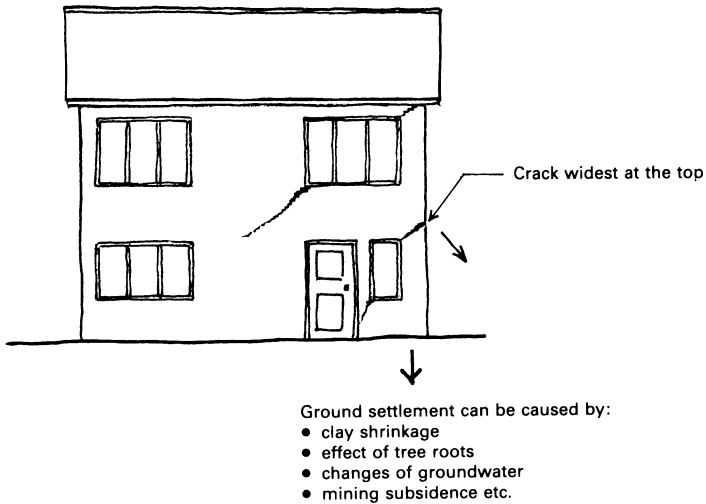 Crack widest at the top
Ground settlement can be caused by:
● clay shrinkage
● effect of tree roots
● changes of groundwater
● mining subsidence etc.